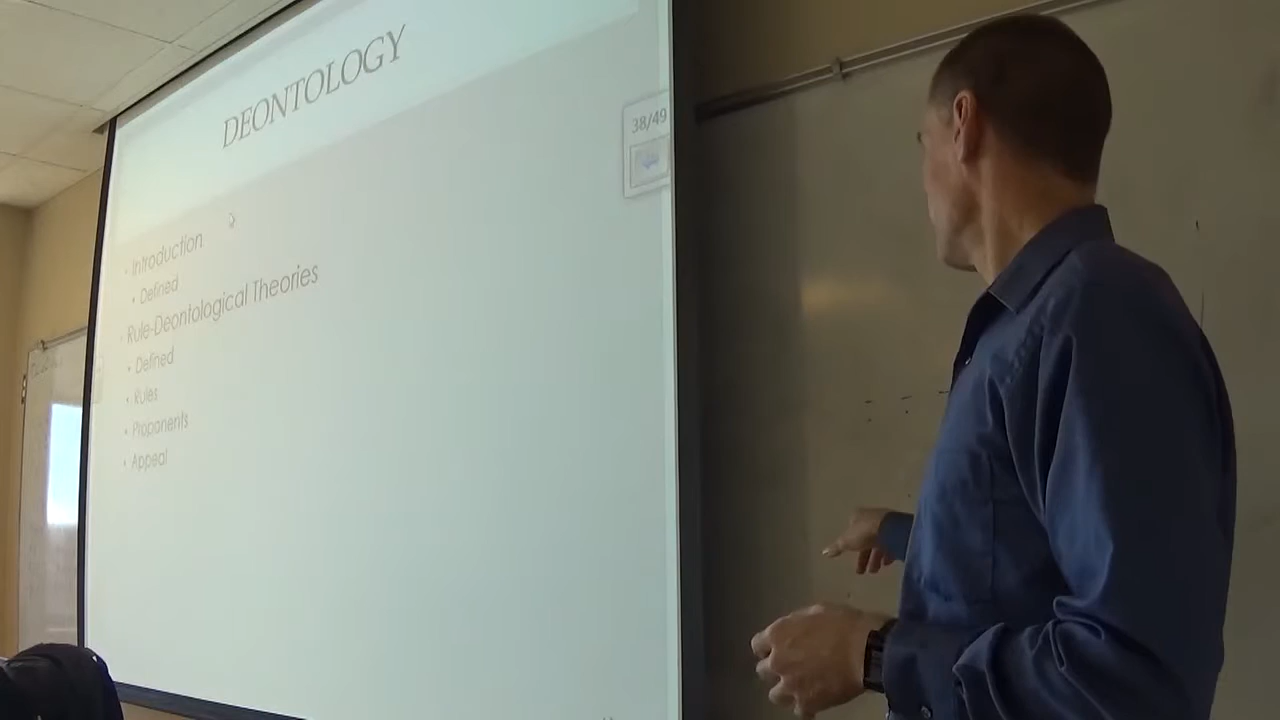 DEONTOLOGY
38/49
• Introduction
• Defined
• Rule-Deontological Theories
• Defined
• Rules
• Proponents
• Appeal